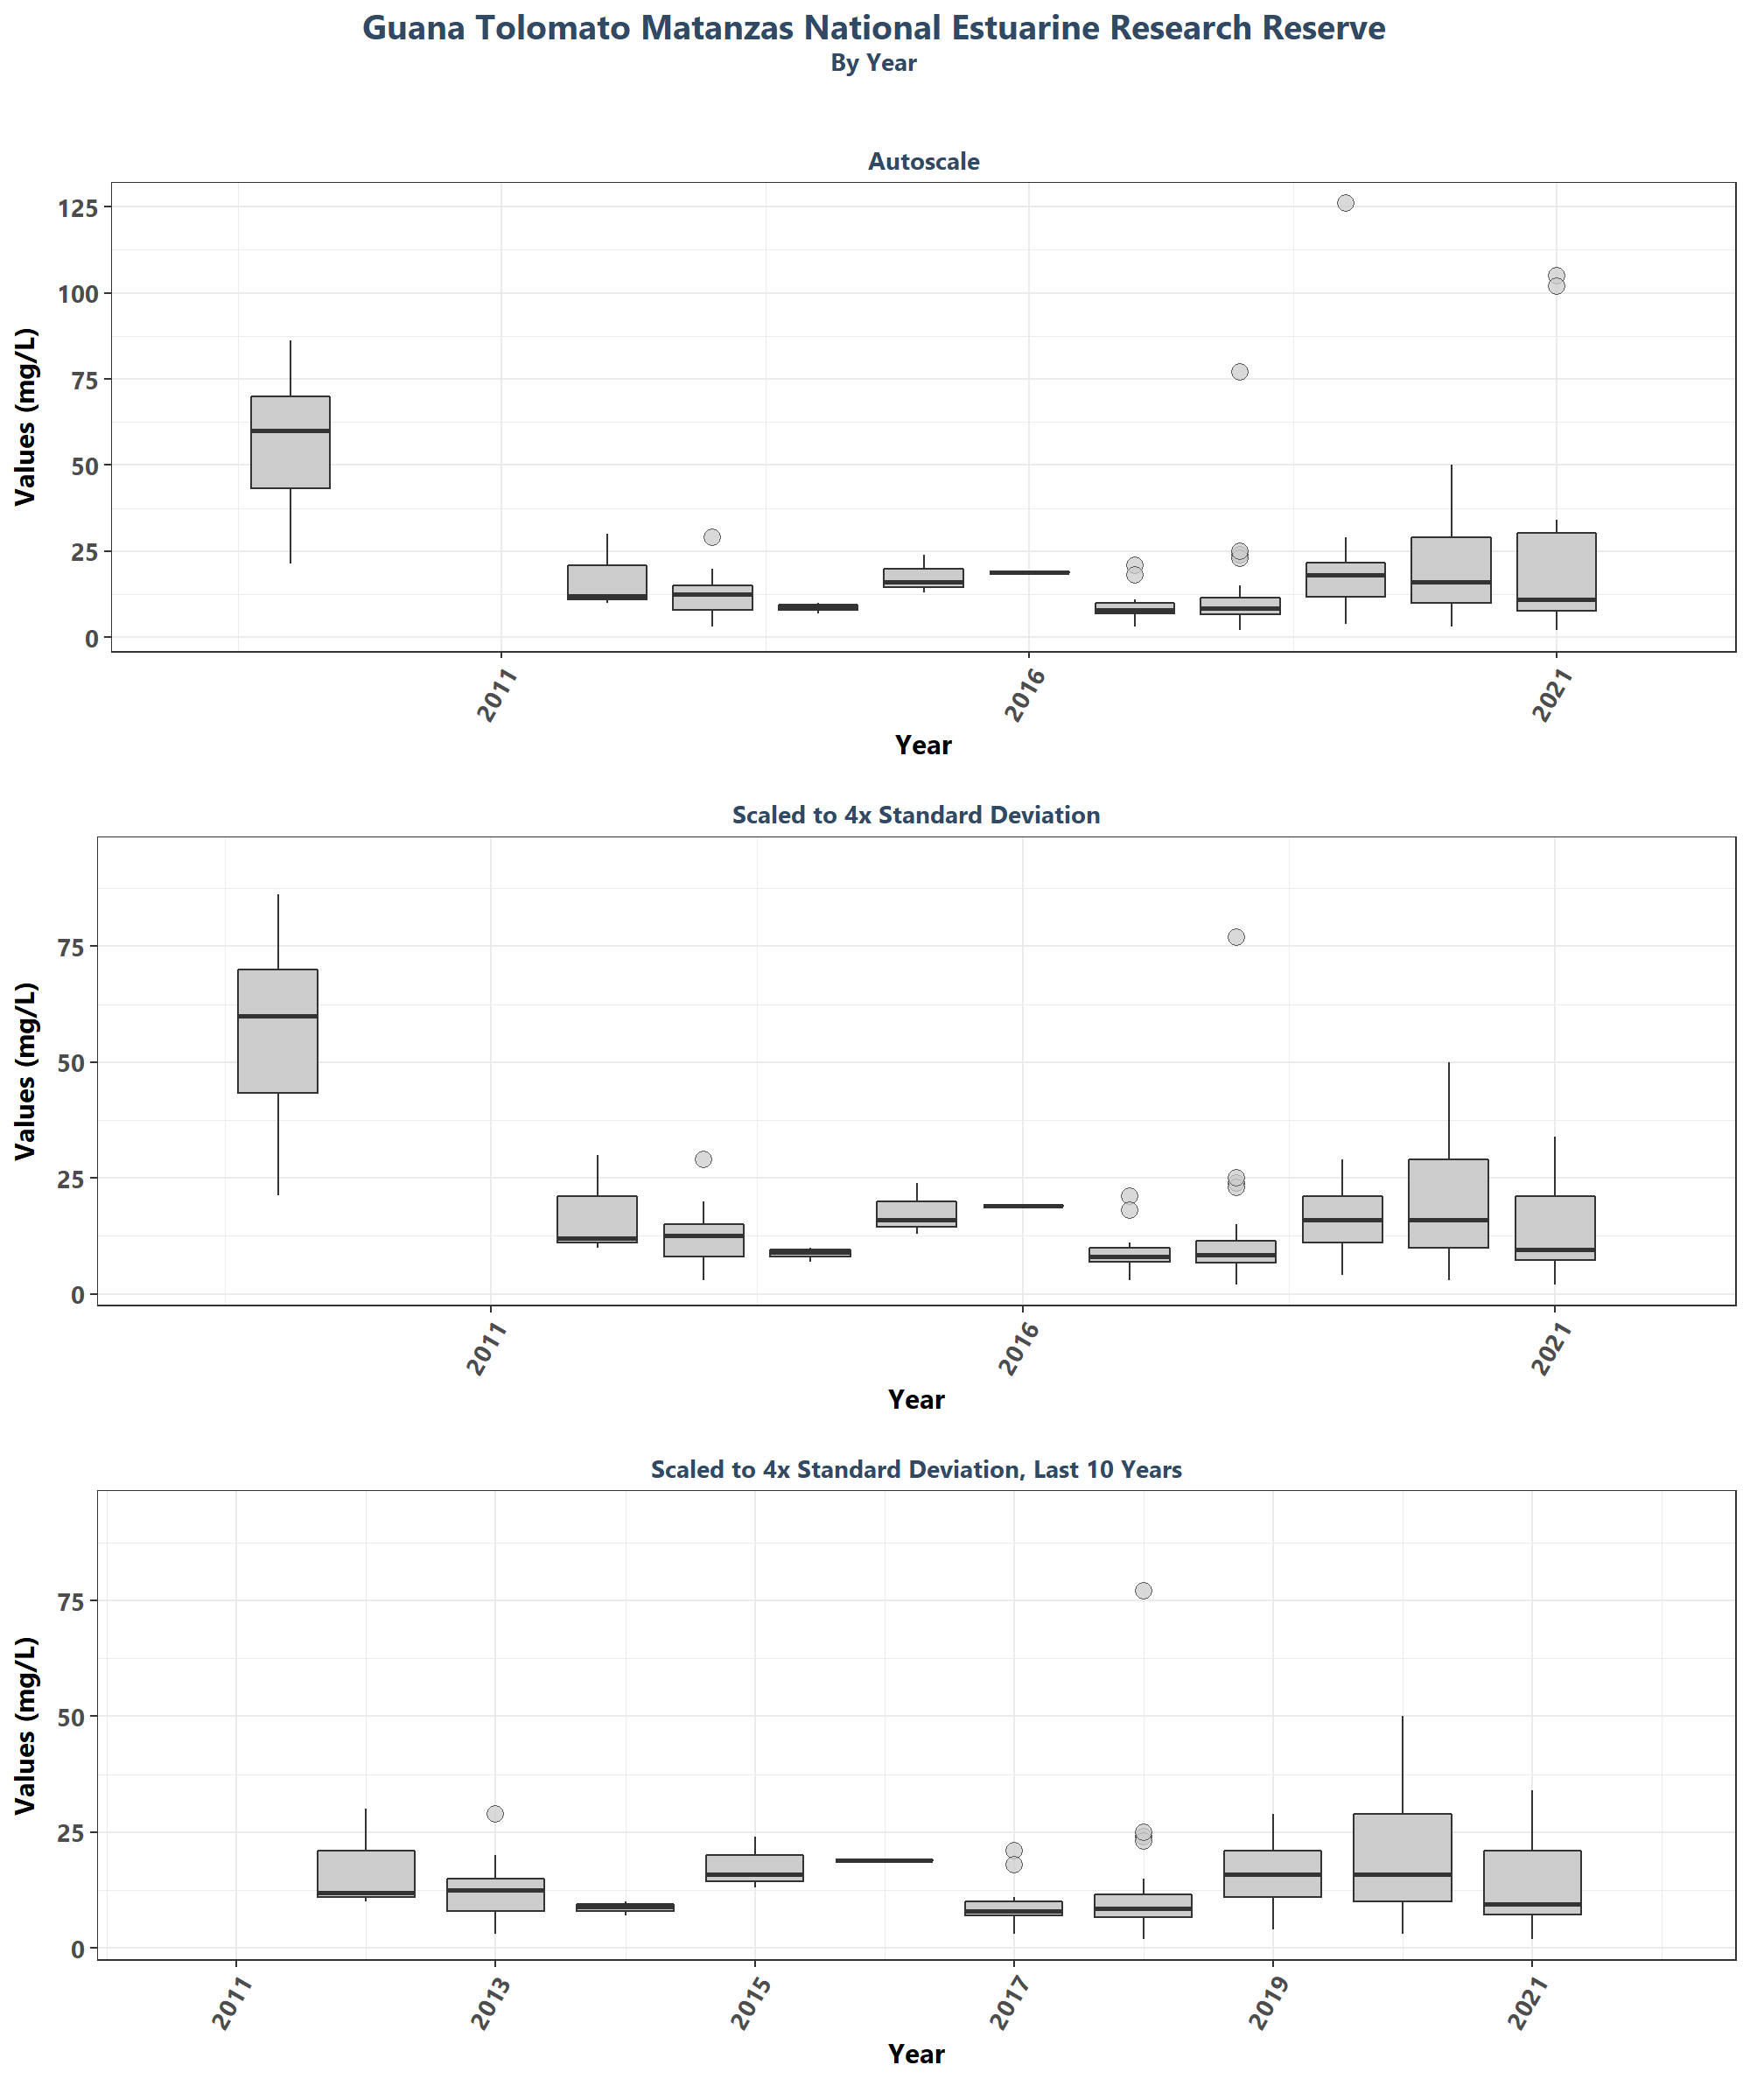 Guana Tolomato Matanzas National Estuarine Research Reserve
By Year
Autoscale
Values (mg/L)
125
100
75
50
25
0
2011
2016
2021
Year
Scaled to 4x Standard Deviation
Values (mg/L)
75
50
25
0
2011
2016
2021
Year
Scaled to 4x Standard Deviation, Last 10 Years
Values (mg/L)
75
50
25
0
2011
2013
2015
2017
2019
2021
Year